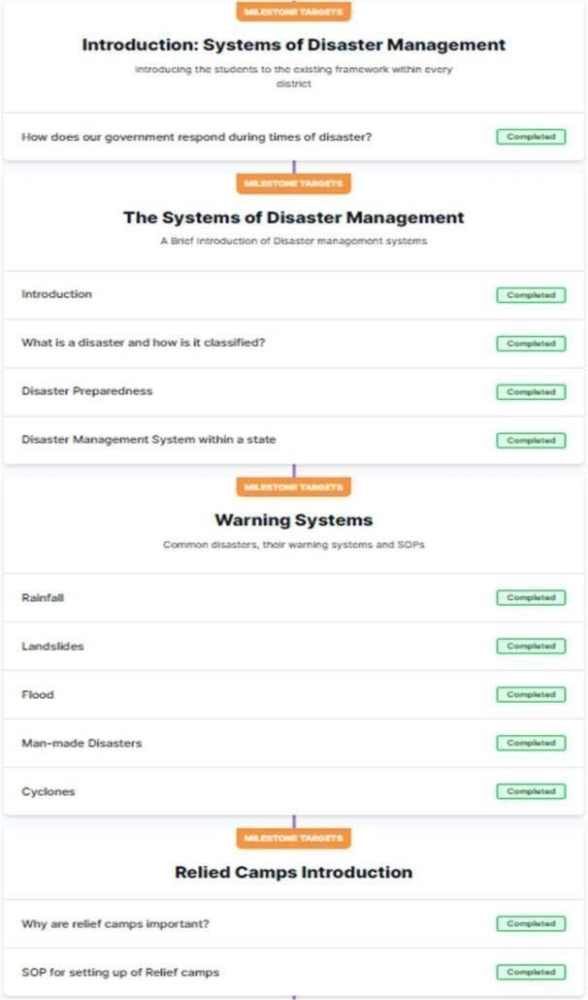 MILESTONE TARGETS
Introduction: Systems of Disaster Management
Introducing the students to the existing framework within every
district
How does our government respond during times of disaster?
Completed
MILESTONE TARGETS
The Systems of Disaster Management
A Brief Introduction of Disaster management systems
Introduction
Completed
What is a disaster and how is it classified?
Completed
Disaster Preparedness
Completed
Disaster Management System within a state
Completed
MILESTONE TARGETS
Warning Systems
Common disasters, their warning systems and SOPs
Rainfall
Completed
Landslides
Completed
Flood
Completed
Man-made Disasters
Completed
Cyclones
Completed
MILESTONE TARGETS
Relied Camps Introduction
Why are relief camps important?
Completed
SOP for setting up of Relief camps
Completed